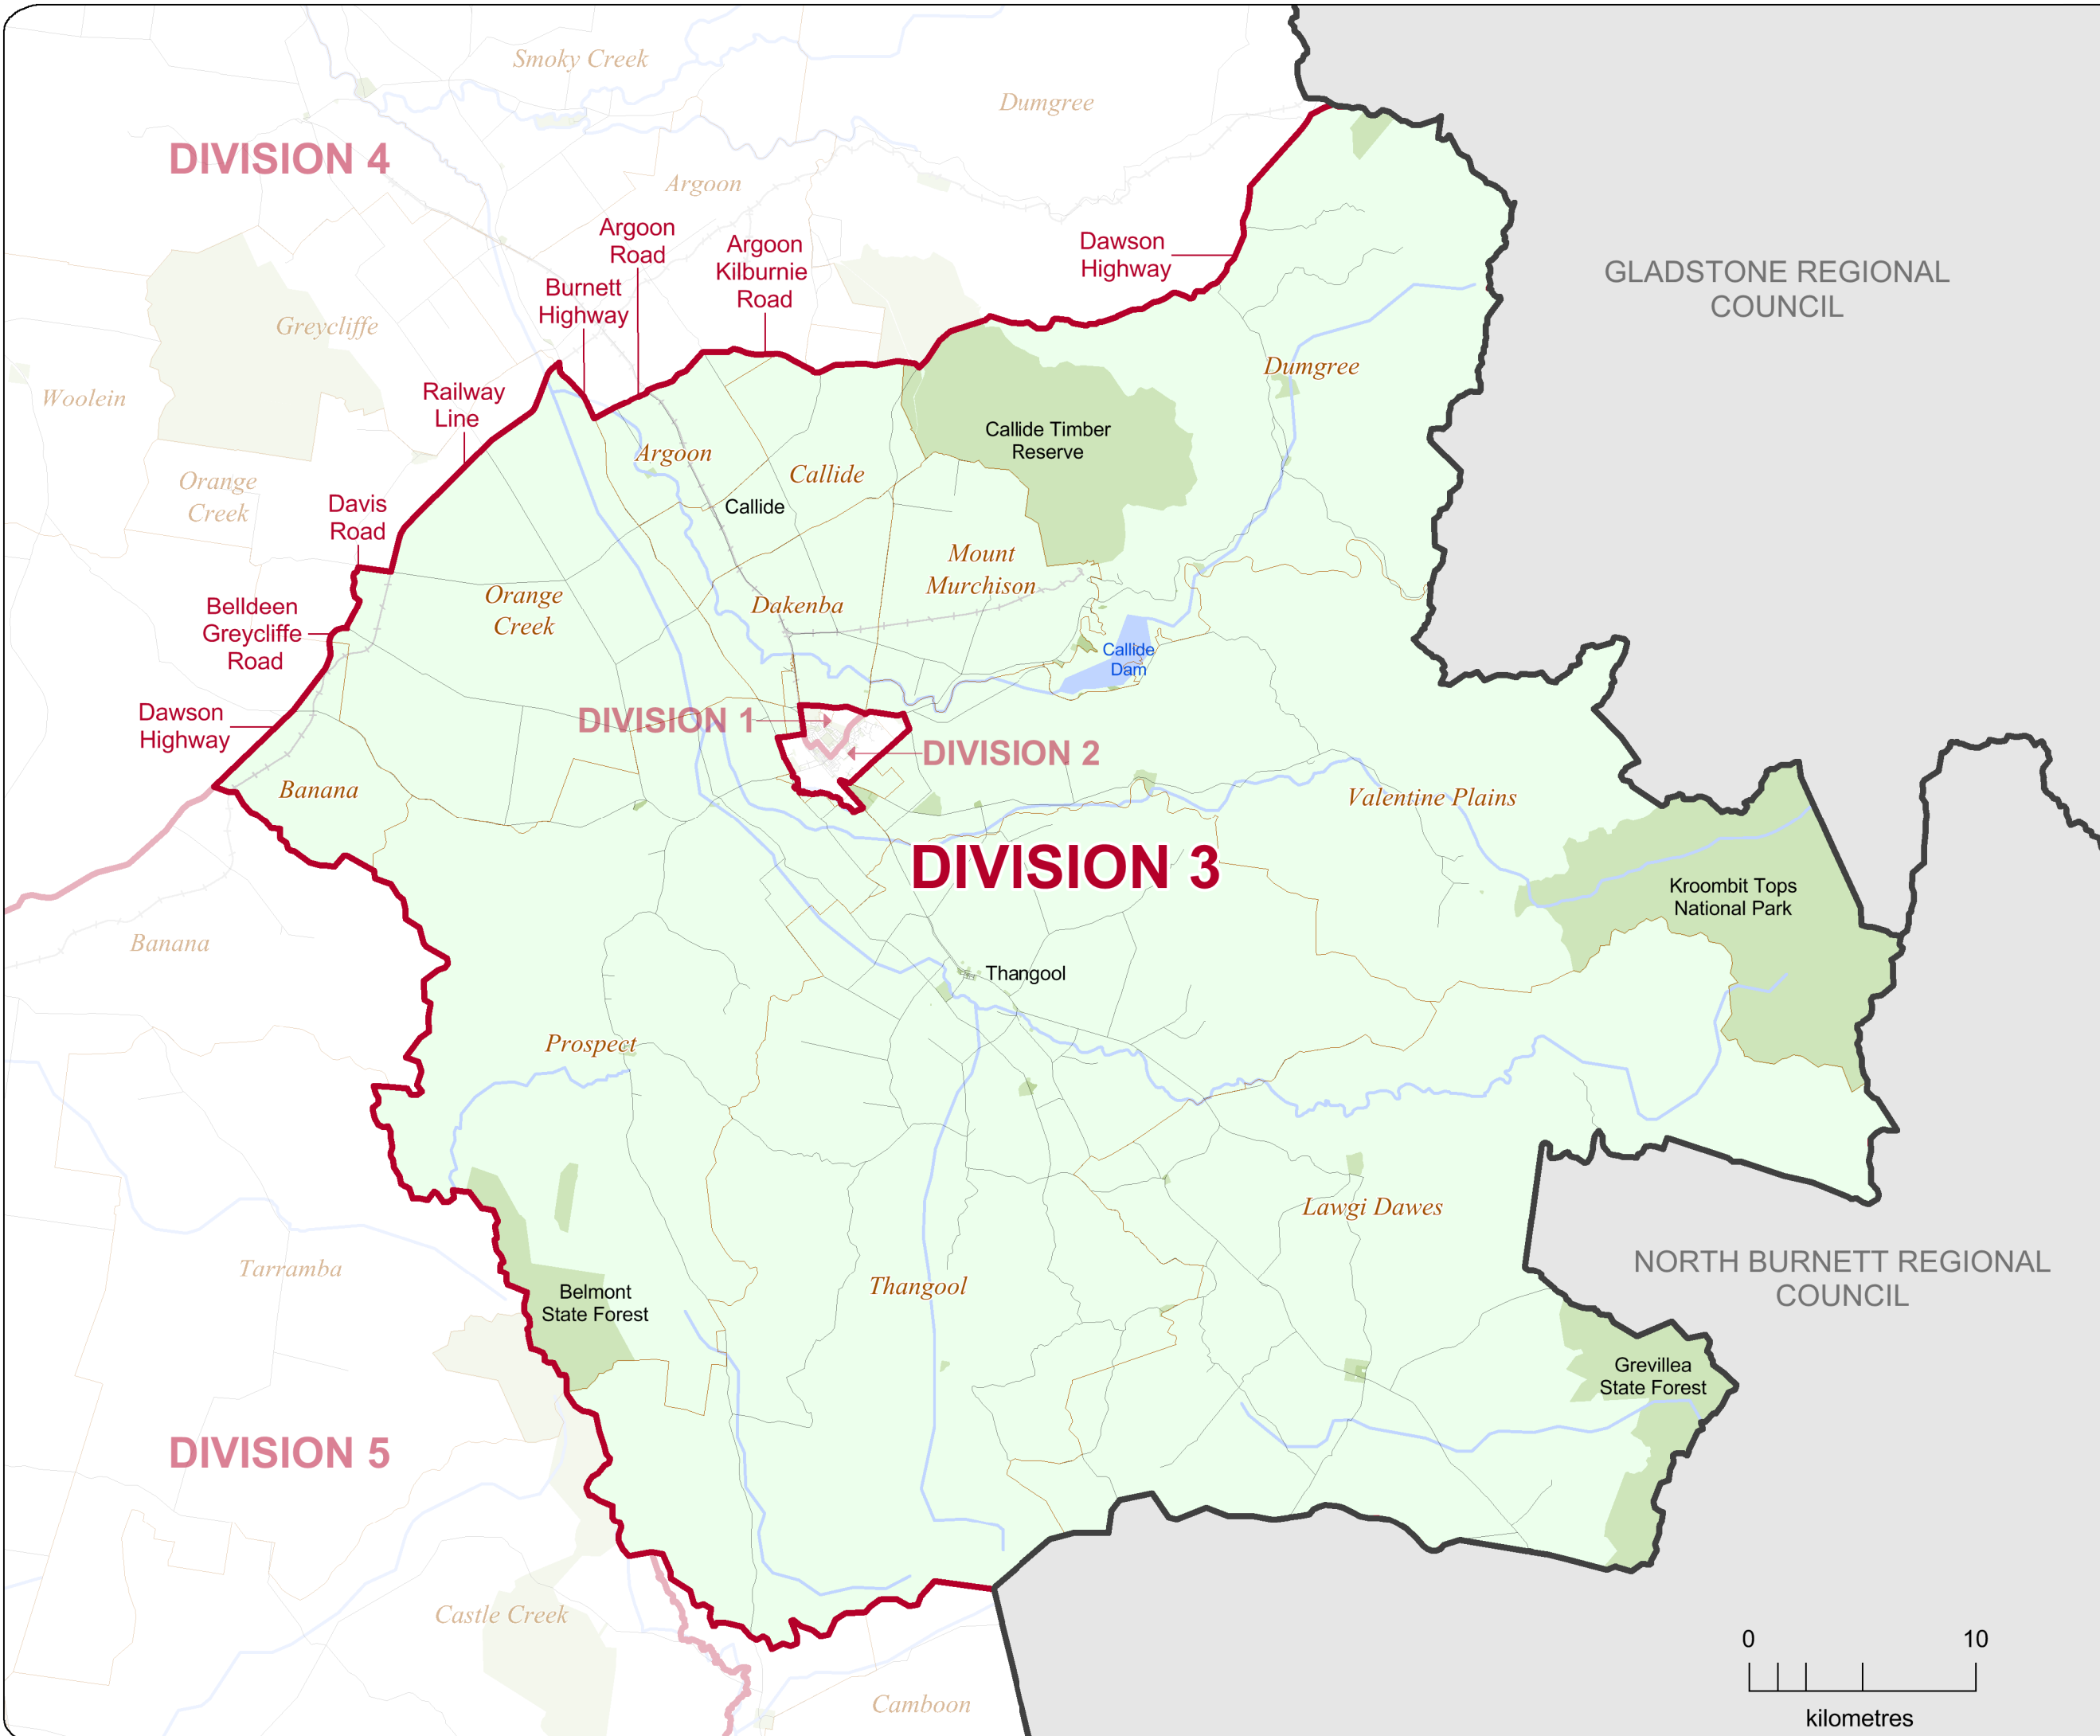 Smoky Creek
Dumgree
DIVISION 4
Argoon
Argoon
Road
Argoon
Kilburnie
Road
Dawson
Highway
GLADSTONE REGIONAL
COUNCIL
Burnett
Highway
Greycliffe
Dumgree
Woolein
Railway
Line
Callide Timber
Reserve
Argoon
Callide
Orange
Creek
Callide
Davis
Road
Mount
Murchison
Orange
Creek
Dakenba
Belldeen
Greycliffe
Road
Callide
Dam
Dawson
Highway
DIVISION 1
DIVISION 2
Banana
Valentine Plains
DIVISION 3
Kroombit Tops
National Park
Banana
Thangool
Prospect
Lawgi Dawes
Tarramba
Thangool
NORTH BURNETT REGIONAL
COUNCIL
Belmont
State Forest
Grevillea
State Forest
DIVISION 5
Castle Creek
Camboon
0 10
kilometres